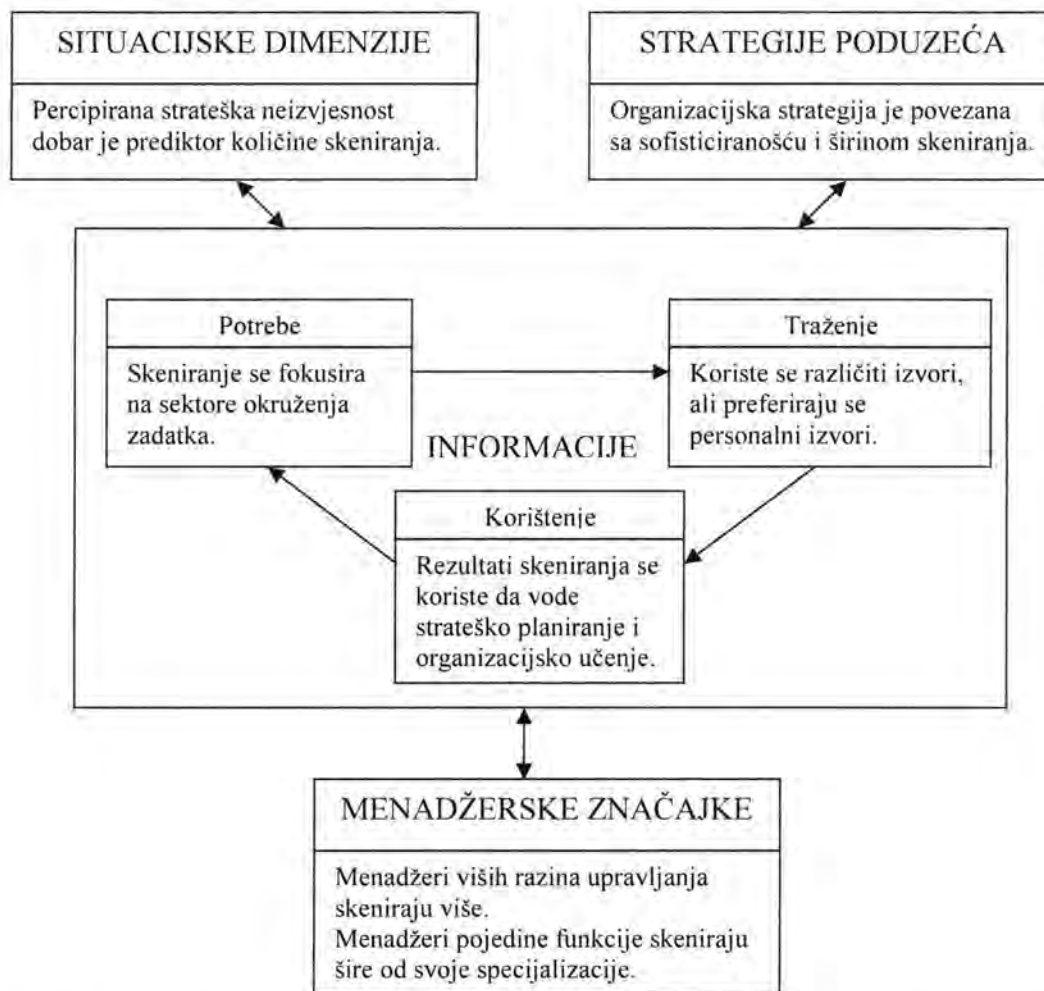 SITUACIJSKE DIMENZIJE
Percipirana strateška neizvjesnost
dobar je prediktor količine skeniranja.
STRATEGIJE PODUZEĆA
Organizacijska strategija je povezana
sa sofisticiranošću i širinom skeniranja.
Potrebe
Skeniranje se fokusira
na sektore okruženja
zadatka.
Traženje
Koriste se različiti izvori,
ali preferiraju se
personalni izvori.
INFORMACIJE
Korištenje
Rezultati skeniranja se
koriste da vode
strateško planiranje i
organizacijsko učenje.
MENADŽERSKE ZNAČAJKE
Menadžeri viših razina upravljanja
skeniraju više.
Menadžeri pojedine funkcije skeniraju
šire od svoje specijalizacije.